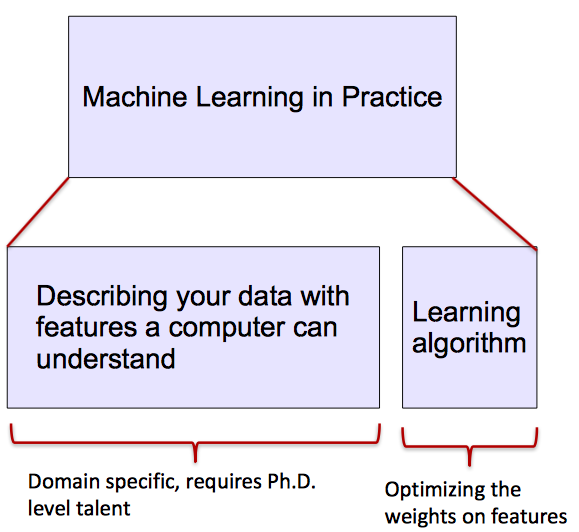 Machine Learning in Practice
Describing your data with
features a computer can
understand
Learning
algorithm
Domain specific, requires Ph.D.
level talent
Optimizing the
weights on features